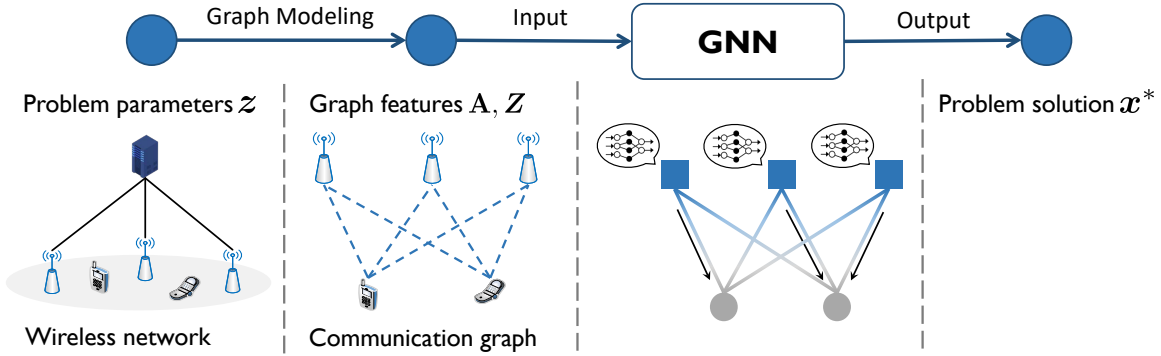 Graph Modeling
Input
GNN
Output
Problem parameters z
Graph features A, Z
Problem solution x*
Wireless network
Communication graph